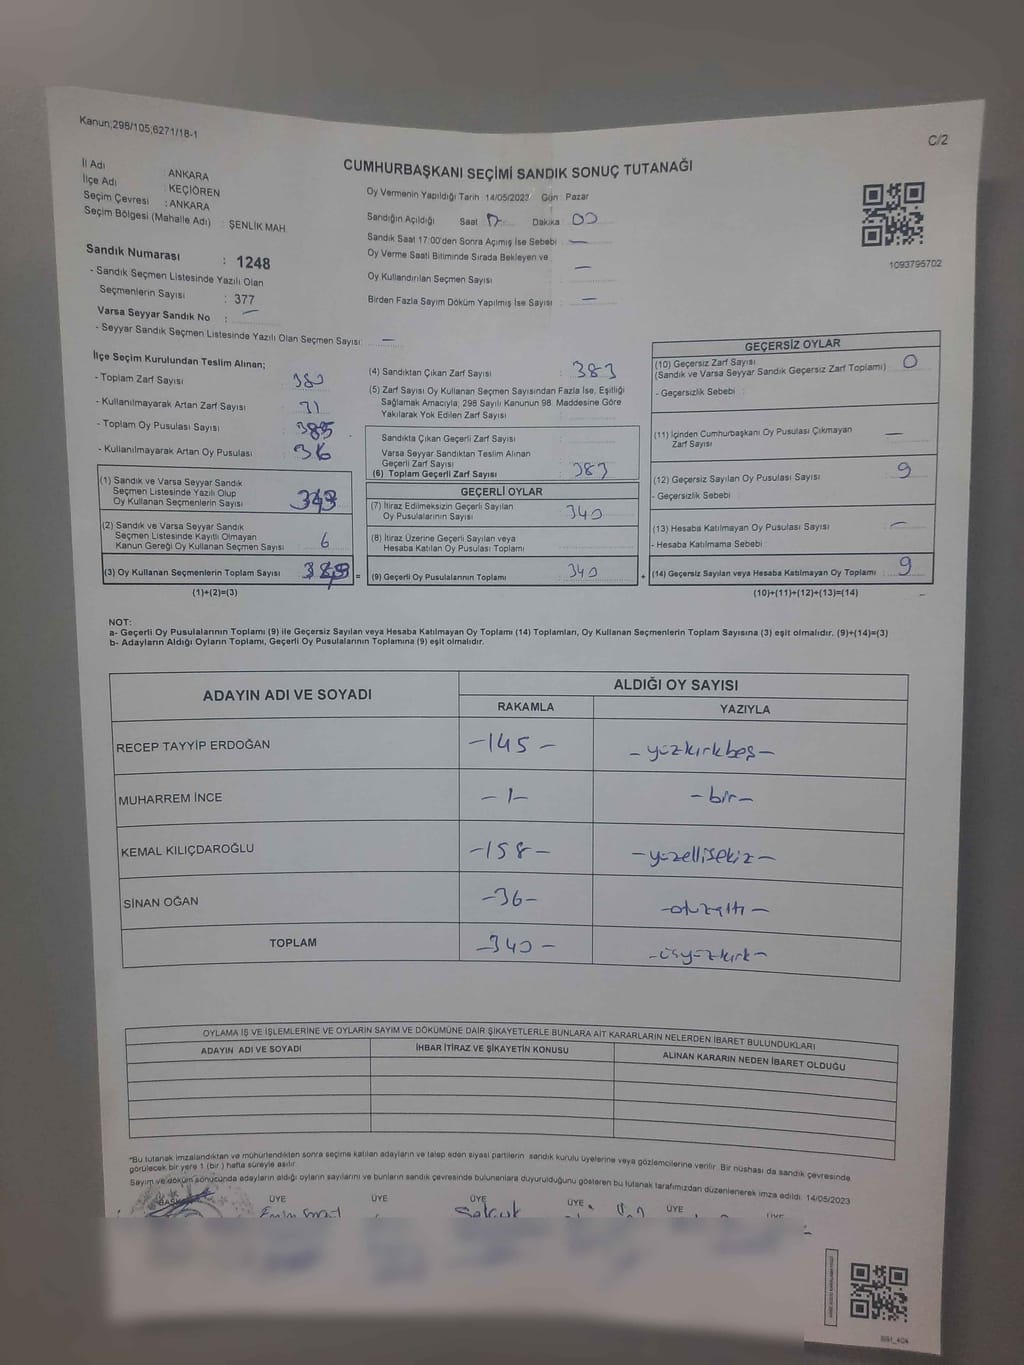 Kanun;298/105;6271/18-1
C/2
CUMHURBAŞKANI SEÇİMİ SANDIK SONUÇ TUTANAĞI
İl Adı : ANKARA
İlçe Adı : KEÇİÖREN
Seçim Çevresi : ANKARA
Seçim Bölgesi (Mahalle Adı) : ŞENLİK MAH.
Sandık Numarası : 1248
- Sandık Seçmen Listesinde Yazılı Olan
Seçmenlerin Sayısı : 377
Varsa Seyyar Sandık No : —
- Seyyar Sandık Seçmen Listesinde Yazılı Olan Seçmen Sayısı: —
Oy Vermenin Yapıldığı Tarih 14/05/2023 Gün : Pazar
Sandığın Açıldığı Saat 17 Dakika 00
Sandık Saat 17:00'den Sonra Açımış İse Sebebi : —
Oy Verme Saati Bitiminde Sırada Bekleyen ve
Oy Kullandırılan Seçmen Sayısı : —
Birden Fazla Sayım Döküm Yapılmış İse Sayısı : —
1093795702
İlçe Seçim Kurulundan Teslim Alınan;
- Toplam Zarf Sayısı :
- Kullanılmayarak Artan Zarf Sayısı :
- Toplam Oy Pusulası Sayısı : 385
- Kullanılmayarak Artan Oy Pusulası : 36
(1) Sandık ve Varsa Seyyar Sandık
Seçmen Listesinde Yazılı Olup
Oy Kullanan Seçmenlerin Sayısı :
(2) Sandık ve Varsa Seyyar Sandık
Seçmen Listesinde Kayıtlı Olmayan
Kanun Gereği Oy Kullanan Seçmen Sayısı : 6
(3) Oy Kullanan Seçmenlerin Toplam Sayısı :
=
(1)+(2)=(3)
(4) Sandıktan Çıkan Zarf Sayısı : 383
(5) Zarf Sayısı Oy Kullanan Seçmen Sayısından Fazla İse, Eşitliği
Sağlamak Amacıyla; 298 Sayılı Kanunun 98. Maddesine Göre
Yakılarak Yok Edilen Zarf Sayısı :
Sandıkta Çıkan Geçerli Zarf Sayısı :
Varsa Seyyar Sandıktan Teslim Alınan
Geçerli Zarf Sayısı
(6) Toplam Geçerli Zarf Sayısı : 383
GEÇERLİ OYLAR
(7) İtiraz Edilmeksizin Geçerli Sayılan
Oy Pusulalarının Sayısı : 340
(8) İtiraz Üzerine Geçerli Sayılan veya
Hesaba Katılan Oy Pusulası Toplamı :
(9) Geçerli Oy Pusulalarının Toplamı : 340
+
GEÇERSİZ OYLAR
(10) Geçersiz Zarf Sayısı
(Sandık ve Varsa Seyyar Sandık Geçersiz Zarf Toplamı) : 0
- Geçersizlik Sebebi :
(11) İçinden Cumhurbaşkanı Oy Pusulası Çıkmayan
Zarf Sayısı : —
(12) Geçersiz Sayılan Oy Pusulası Sayısı : 9
- Geçersizlik Sebebi :
(13) Hesaba Katılmayan Oy Pusulası Sayısı : —
- Hesaba Katılmama Sebebi :
(14) Geçersiz Sayılan veya Hesaba Katılmayan Oy Toplamı : 9
(10)+(11)+(12)+(13)=(14)
NOT:
a- Geçerli Oy Pusulalarının Toplamı (9) ile Geçersiz Sayılan veya Hesaba Katılmayan Oy Toplamı (14) Toplamları, Oy Kullanan Seçmenlerin Toplam Sayısına (3) eşit olmalıdır. (9)+(14)=(3)
b- Adayların Aldığı Oyların Toplamı, Geçerli Oy Pusulalarının Toplamına (9) eşit olmalıdır.
ADAYIN ADI VE SOYADI
ALDIĞI OY SAYISI
RAKAMLA YAZIYLA
RECEP TAYYİP ERDOĞAN -145- -yüzkırkbeş-
MUHARREM İNCE -1- -bir-
KEMAL KILIÇDAROĞLU -158- -yüzellisekiz-
SİNAN OĞAN -36- -otuzaltı-
TOPLAM -340- -üçyüzkırk-
OYLAMA İŞ VE İŞLEMLERİNE VE OYLARIN SAYIM VE DÖKÜMÜNE DAİR ŞİKAYETLERLE BUNLARA AİT KARARLARIN NELERDEN İBARET BULUNDUKLARI
ADAYIN ADI VE SOYADI İHBAR İTİRAZ VE ŞİKAYETİN KONUSU ALINAN KARARIN NEDEN İBARET OLDUĞU
*Bu tutanak imzalandıktan ve mühürlendikten sonra seçime katılan adayların ve talep eden siyasi partilerin sandık kurulu üyelerine veya gözlemcilerine verilir. Bir nüshası da sandık çevresinde
görülecek bir yere 1 (bir ) hafta süreyle asılır.
Sayım ve döküm sonucunda adayların aldığı oyların sayılarını ve bunların sandık çevresinde bulunanlara duyurulduğunu gösteren bu tutanak tarafımızdan düzenlenerek imza edildi. 14/05/2023
ÜYE ÜYE ÜYE ÜYE ÜYE ÜYE
Selçuk